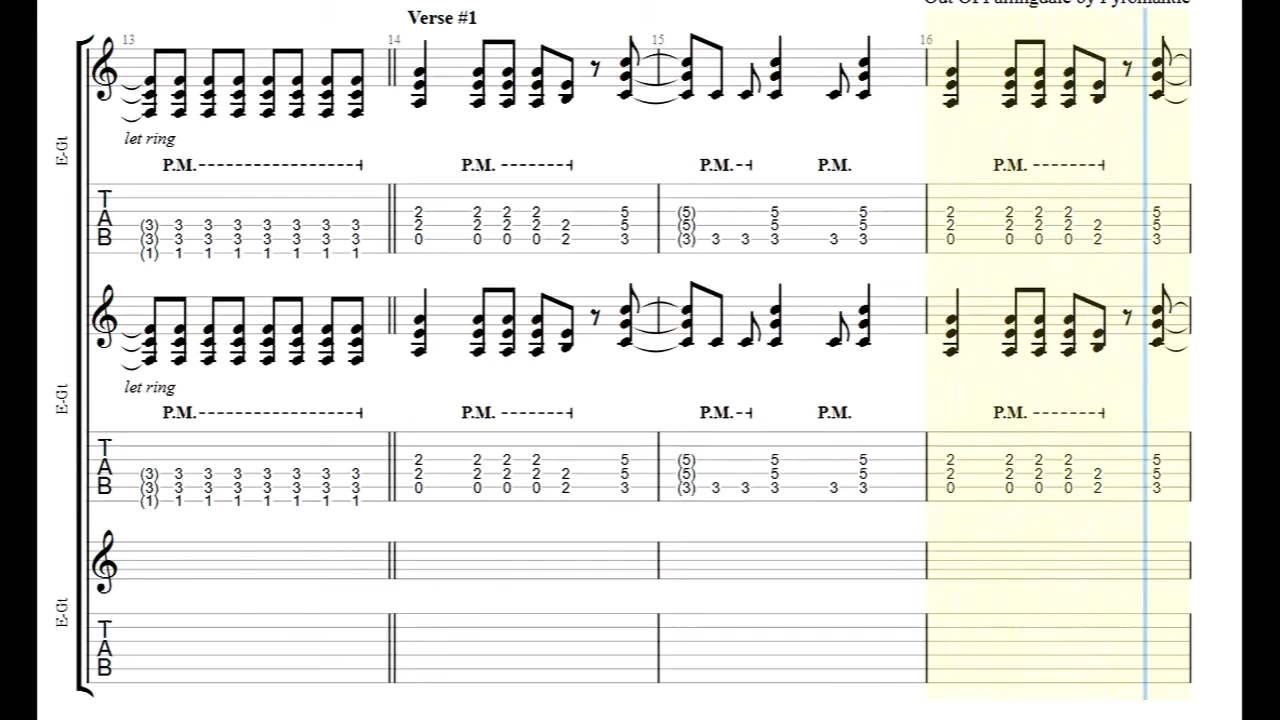 Out Of by Pyromantic
Verse #1
13 14 15 16
let ring
P.M. P.M. P.M. P.M. P.M.
E-Gt
T
A
B
2 2 2 2 5 (5) 5 5 2 2 2 2 5
(3) 3 3 3 3 3 3 3 2 2 2 2 2 5 (5) 5 5 2 2 2 2 2 5
(3) 3 3 3 3 3 3 3 0 0 0 0 2 3 (3) 3 3 3 3 3 0 0 0 0 2 3
(1) 1 1 1 1 1 1 1
let ring
P.M. P.M. P.M. P.M. P.M.
E-Gt
T
A
B
2 2 2 2 5 (5) 5 5 2 2 2 2 5
(3) 3 3 3 3 3 3 3 2 2 2 2 2 5 (5) 5 5 2 2 2 2 2 5
(3) 3 3 3 3 3 3 3 0 0 0 0 2 3 (3) 3 3 3 3 3 0 0 0 0 2 3
(1) 1 1 1 1 1 1 1
E-Gt
T
A
B